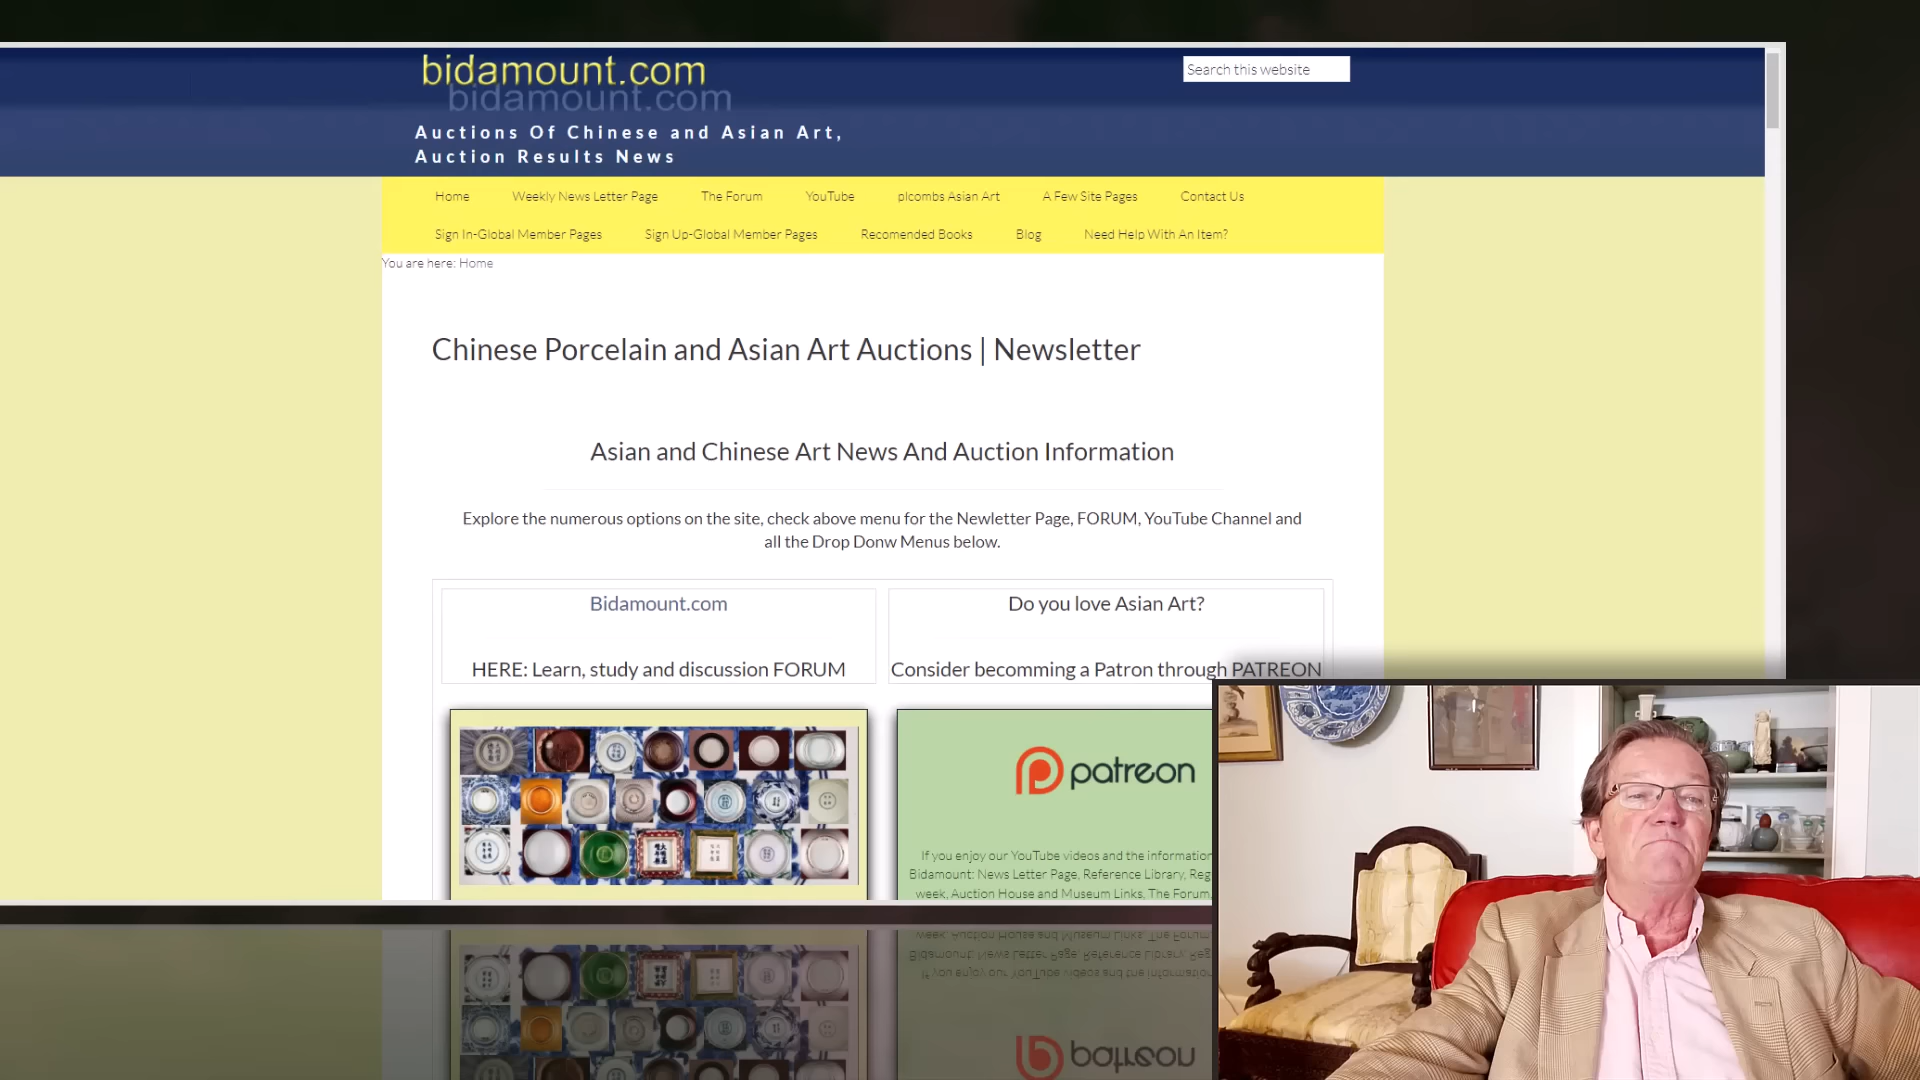 bidamount.com
bidamount.com
Search this website
Auctions Of Chinese and Asian Art,
Auction Results News
Home Weekly News Letter Page The Forum YouTube plcombs Asian Art A Few Site Pages Contact Us
Sign In-Global Member Pages Sign Up-Global Member Pages Recomended Books Blog Need Help With An Item?
You are here: Home
Chinese Porcelain and Asian Art Auctions | Newsletter
Asian and Chinese Art News And Auction Information
Explore the numerous options on the site, check above menu for the Newletter Page, FORUM, YouTube Channel and
all the Drop Donw Menus below.
Bidamount.com
HERE: Learn, study and discussion FORUM
Do you love Asian Art?
Consider becomming a Patron through PATREON
patreon
If you enjoy our YouTube videos and the information
Bidamount: News Letter Page, Reference Library, Reg
week, Auction House and Museum Links, The Forum,